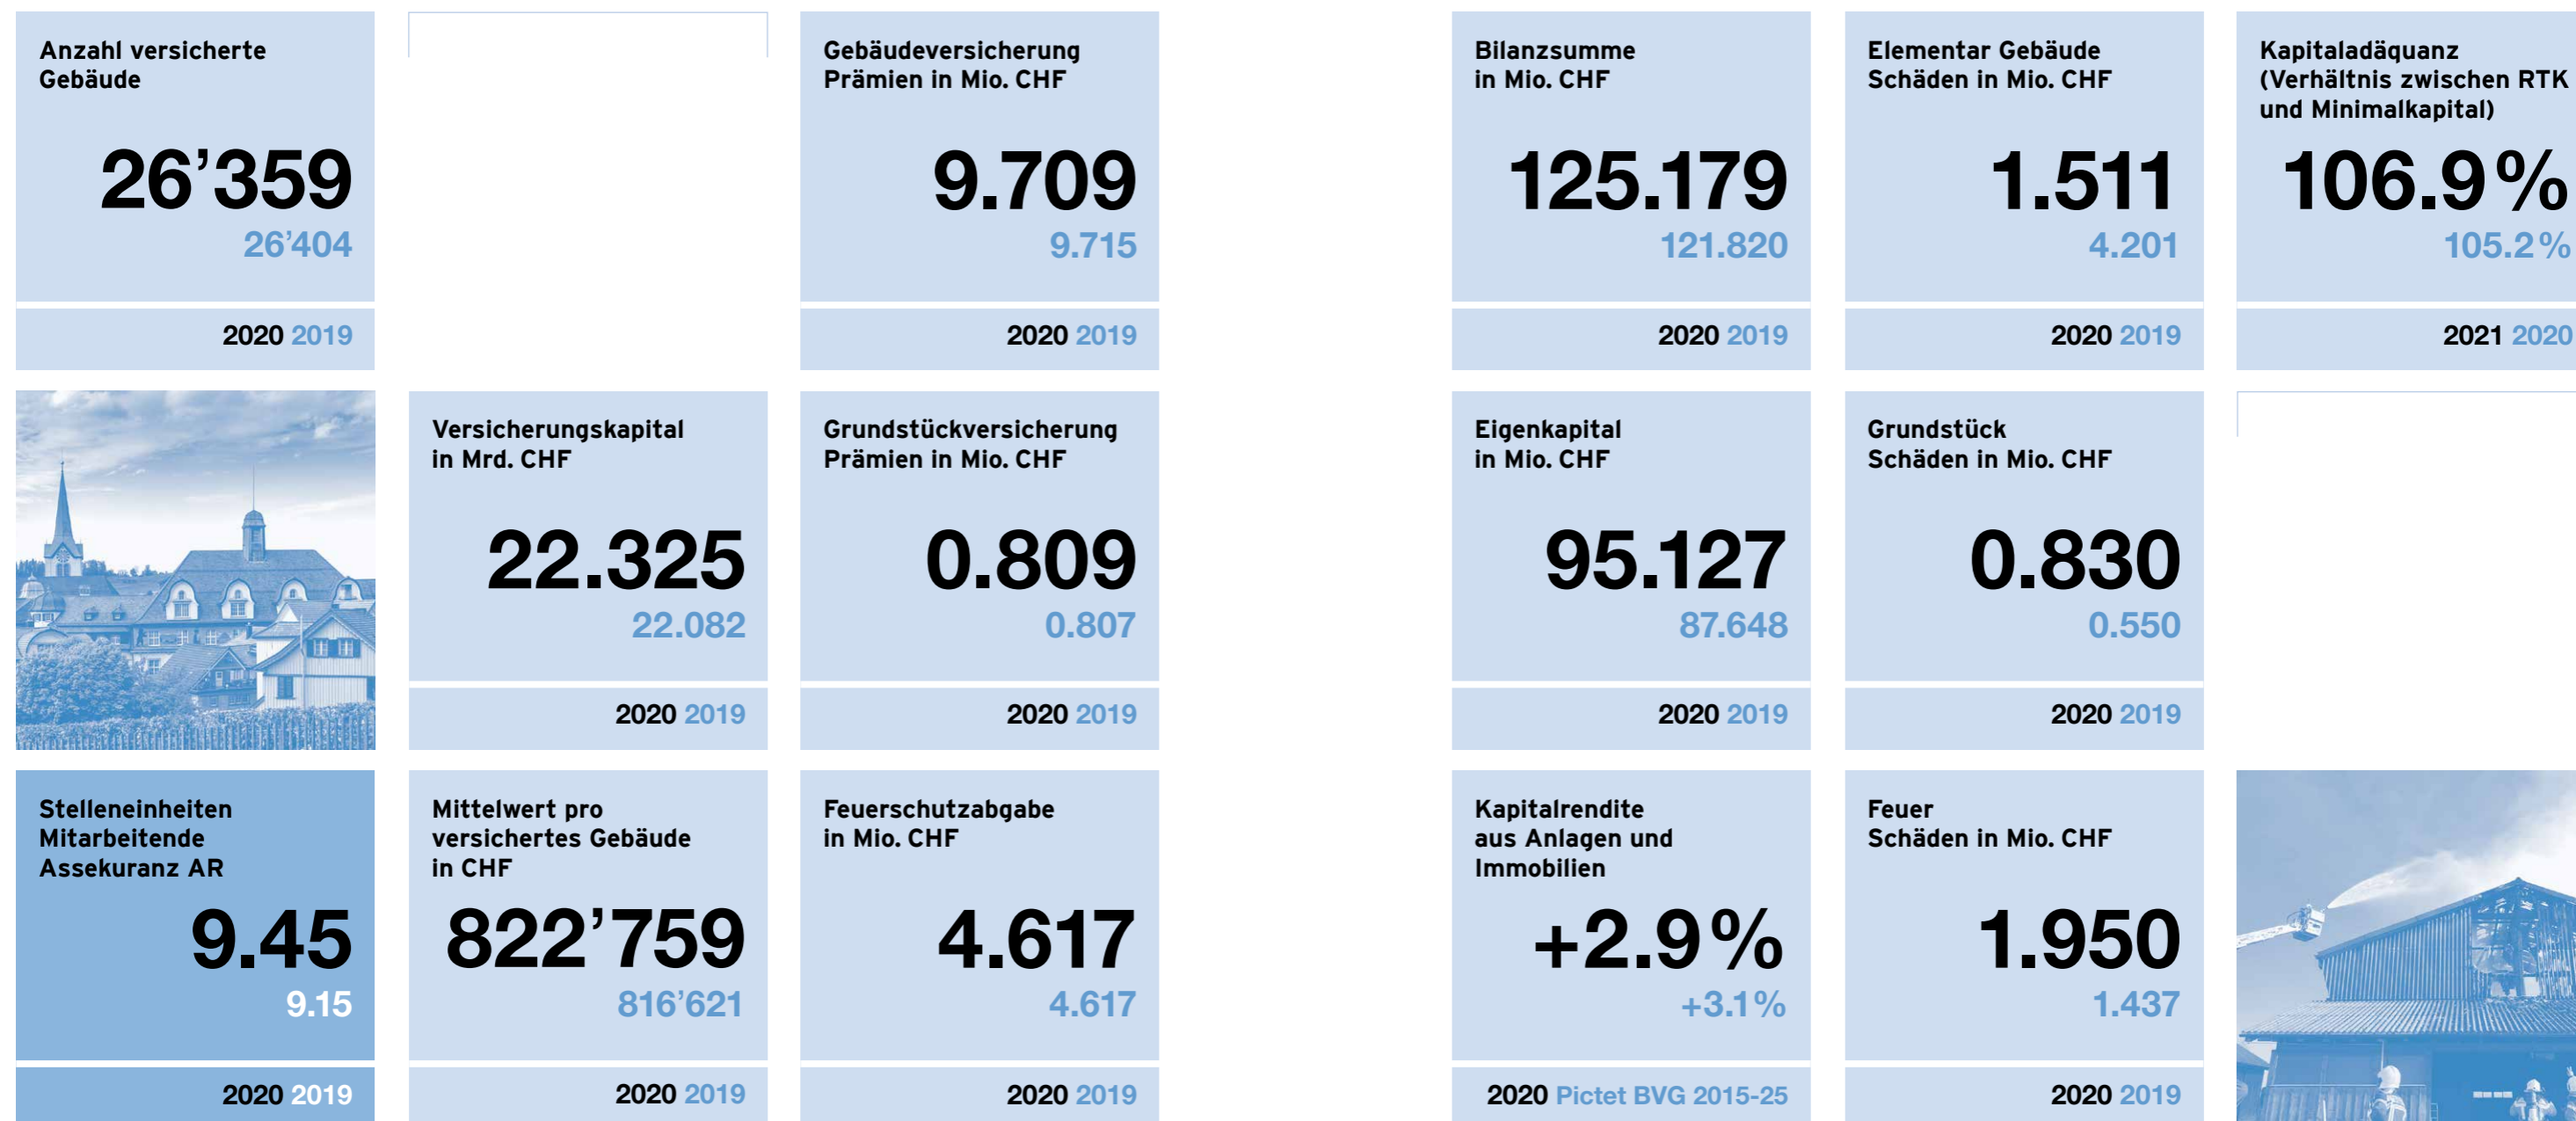 Anzahl versicherte
Gebäude
26’359
26’404
2020 2019
Gebäudeversicherung
Prämien in Mio. CHF
9.709
9.715
2020 2019
Bilanzsumme
in Mio. CHF
125.179
121.820
2020 2019
Elementar Gebäude
Schäden in Mio. CHF
1.511
4.201
2020 2019
Kapitaladäquanz
(Verhältnis zwischen RTK
und Minimalkapital)
106.9%
105.2%
2021 2020
Versicherungskapital
in Mrd. CHF
22.325
22.082
2020 2019
Grundstückversicherung
Prämien in Mio. CHF
0.809
0.807
2020 2019
Eigenkapital
in Mio. CHF
95.127
87.648
2020 2019
Grundstück
Schäden in Mio. CHF
0.830
0.550
2020 2019
Stelleneinheiten
Mitarbeitende
Assekuranz AR
9.45
9.15
2020 2019
Mittelwert pro
versichertes Gebäude
in CHF
822’759
816’621
2020 2019
Feuerschutzabgabe
in Mio. CHF
4.617
4.617
2020 2019
Kapitalrendite
aus Anlagen und
Immobilien
+2.9%
+3.1%
2020 Pictet BVG 2015-25
Feuer
Schäden in Mio. CHF
1.950
1.437
2020 2019